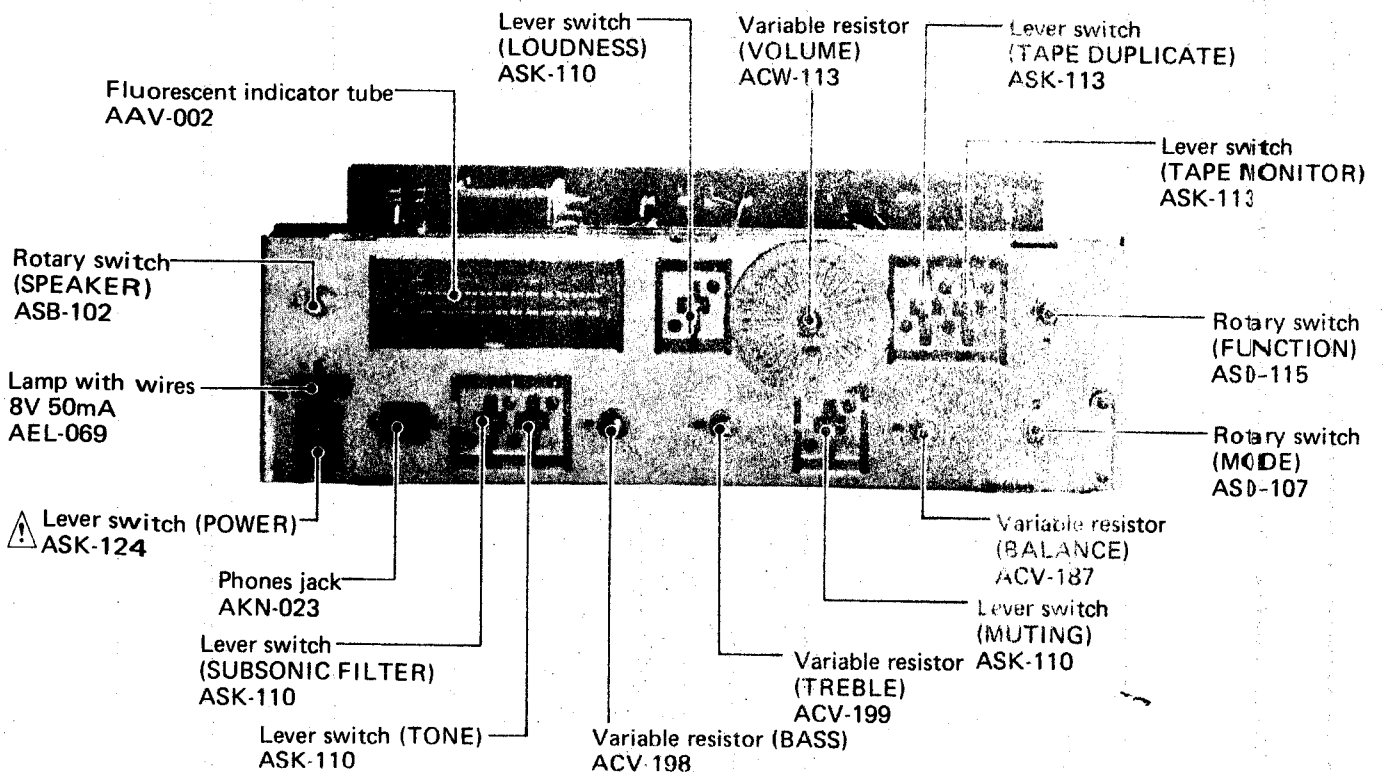 Lever switch
(LOUDNESS)
ASK-110
Variable resistor
(VOLUME)
ACW-113
Lever switch
(TAPE DUPLICATE)
ASK-113
Fluorescent indicator tube
AAV-002
Lever switch
(TAPE MONITOR)
ASK-113
Rotary switch
(SPEAKER)
ASB-102
Rotary switch
(FUNCTION)
ASD-115
Lamp with wires
8V 50mA
AEL-069
Rotary switch
(MODE)
ASD-107
Lever switch (POWER)
ASK-124
Variable resistor
(BALANCE)
ACV-187
Phones jack
AKN-023
Lever switch
(MUTING)
ASK-110
Lever switch
(SUBSONIC FILTER)
ASK-110
Variable resistor
(TREBLE)
ACV-199
Lever switch (TONE)
ASK-110
Variable resistor (BASS)
ACV-198